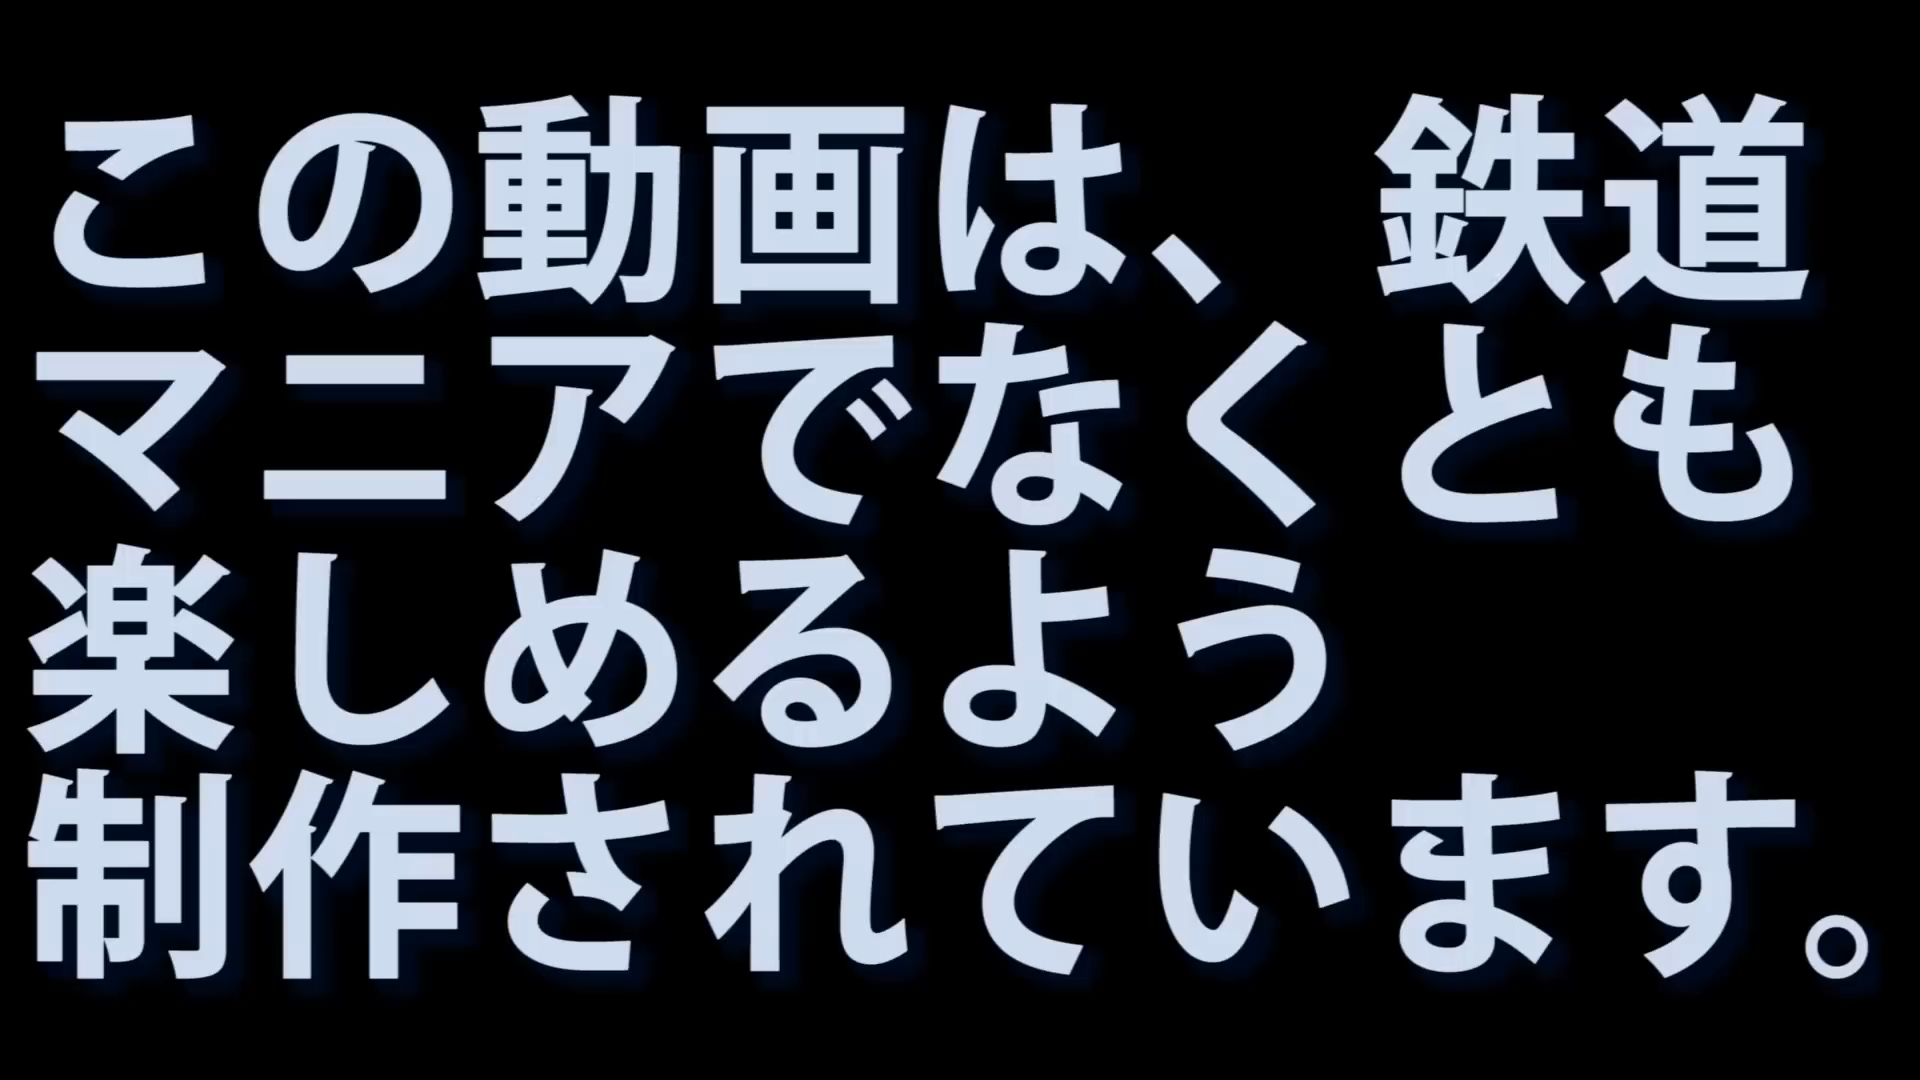 この動画は、鉄道
マニアでなくとも
楽しめるよう
制作されています。